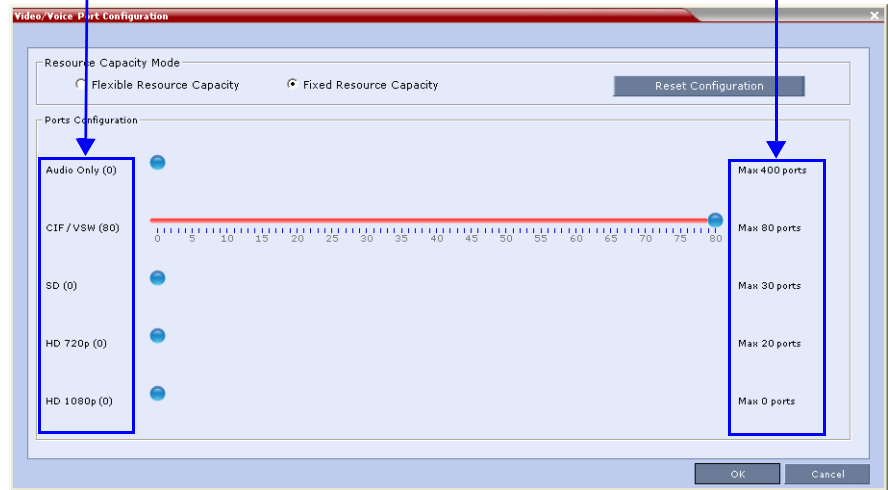 Video/Voice Port Configuration
X
Resource Capacity Mode
Flexible Resource Capacity
Fixed Resource Capacity
Reset Configuration
Ports Configuration
Audio Only (0)
Max 400 ports
CIF/VSW (80)
0 5 10 15 20 25 30 35 40 45 50 55 60 65 70 75 80
Max 80 ports
SD (0)
Max 30 ports
HD 720p (0)
Max 20 ports
HD 1080p (0)
Max 0 ports
OK
Cancel